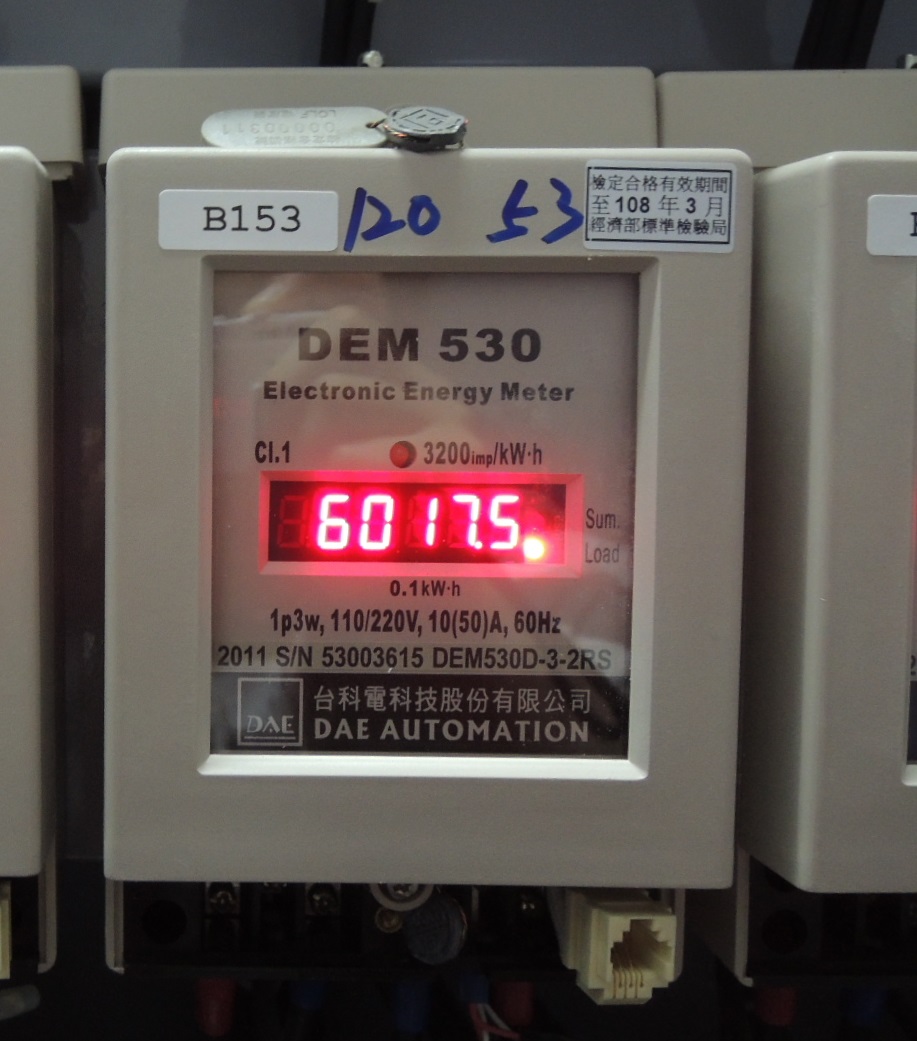 B153
120 53
檢定合格有效期間
至 108 年 3 月
經濟部標準檢驗局
DEM 530
Electronic Energy Meter
Cl.1 3200imp/kW·h
6017.5
Sum.
Load
0.1kW·h
1p3w, 110/220V, 10(50)A, 60Hz
2011 S/N 53003615 DEM530D-3-2RS
DAE
台科電科技股份有限公司
DAE AUTOMATION